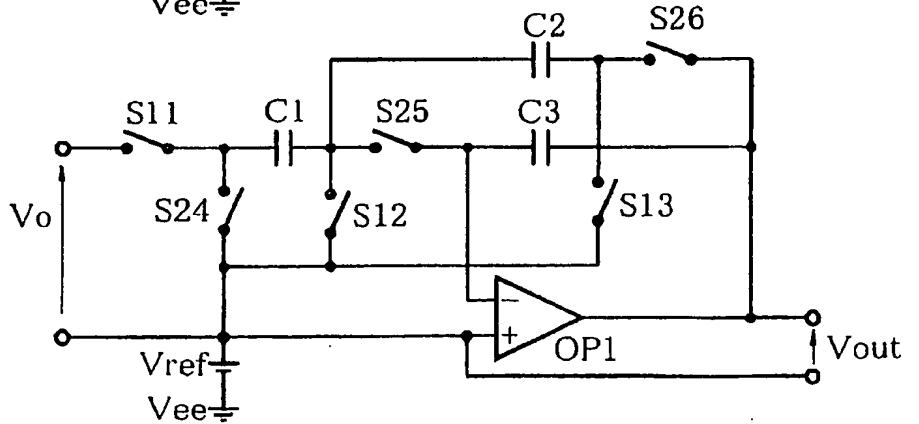 Vee
C2
S26
S11
C1
S25
C3
Vo
S24
S12
S13
−
+
OP1
Vref
Vout
Vee